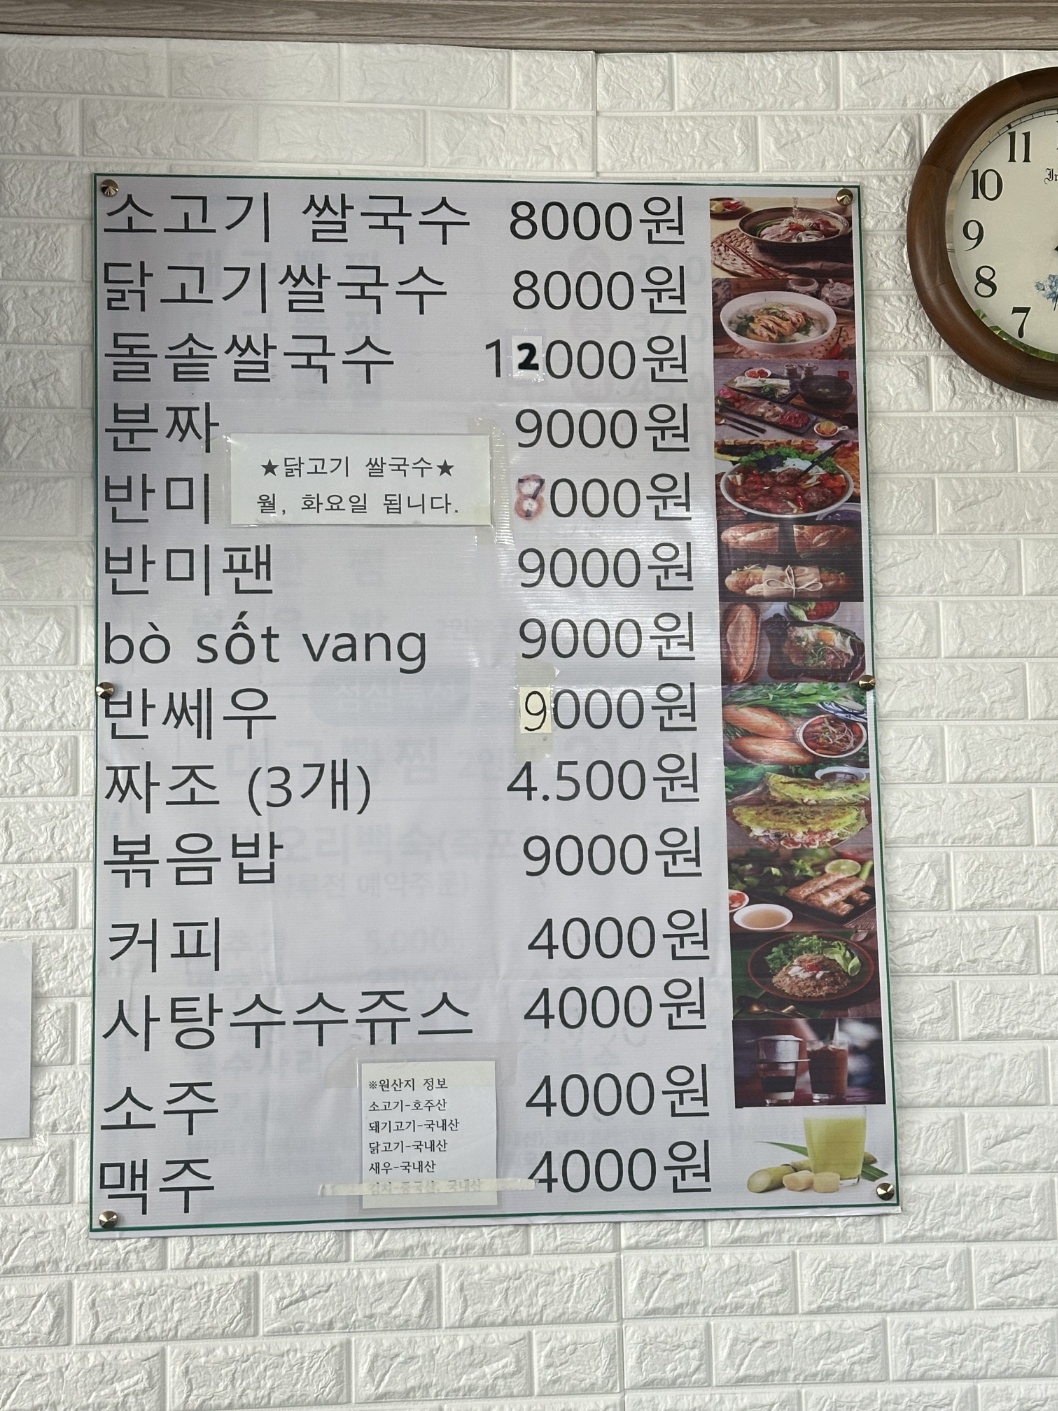 소고기 쌀국수 8000원
닭고기쌀국수 8000원
돌솥쌀국수 12000원
분짜 9000원
★닭고기 쌀국수★
월, 화요일 됩니다.
반미 7000원
반미팬 9000원
bò sốt vang 9000원
반쎄우 9000원
짜조 (3개) 4.500원
볶음밥 9000원
커피 4000원
사탕수수쥬스 4000원
소주 4000원
맥주 4000원
※원산지 정보
소고기-호주산
돼기고기-국내산
닭고기-국내산
새우-국내산
11
10
9
8
7